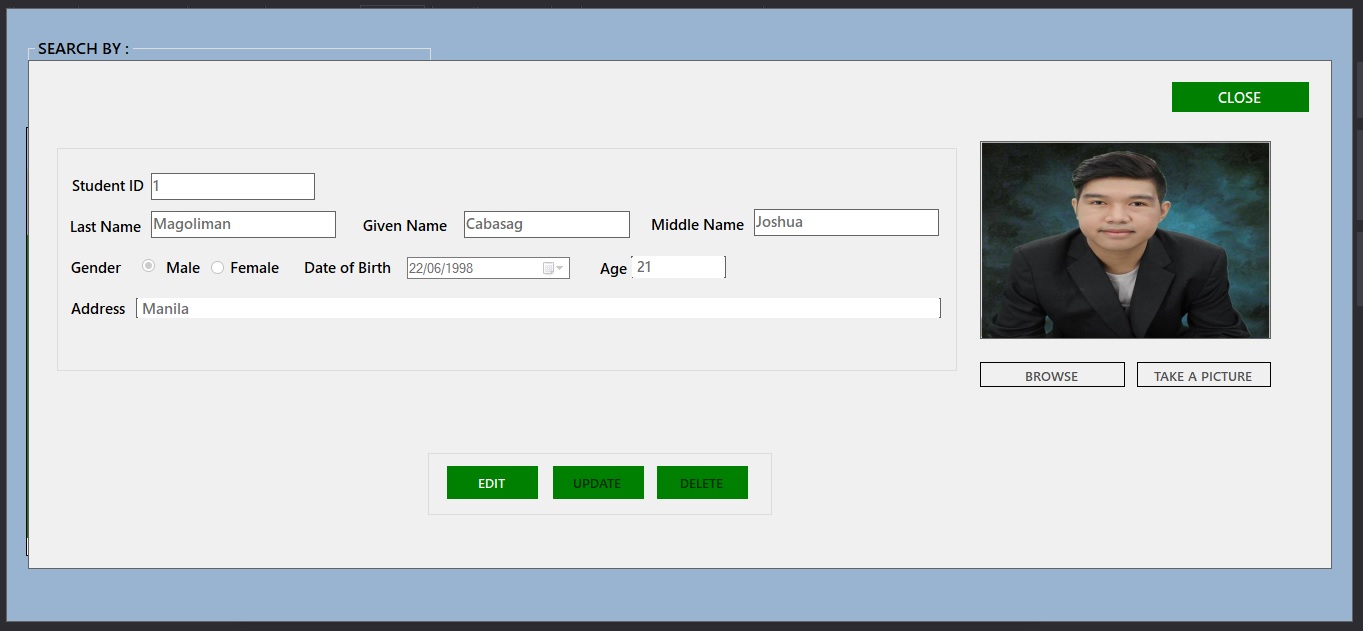 SEARCH BY :
CLOSE
Student ID 1
Last Name Magoliman Given Name Cabasag Middle Name Joshua
Gender Male Female Date of Birth 22/06/1998 Age 21
Address Manila
BROWSE TAKE A PICTURE
EDIT UPDATE DELETE